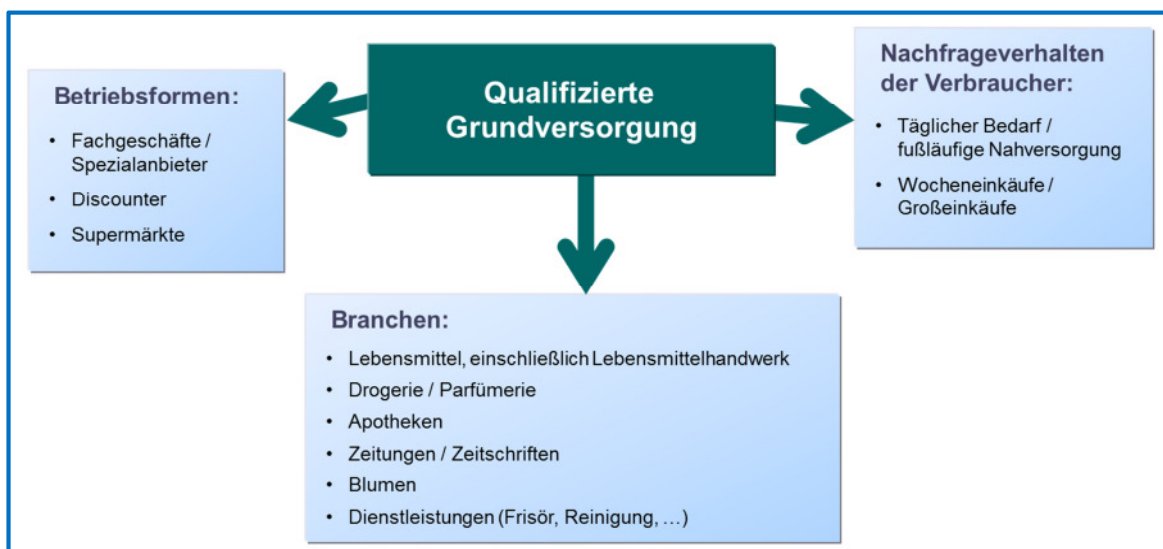 Qualifizierte
Grundversorgung
Betriebsformen:
• Fachgeschäfte /
Spezialanbieter
• Discounter
• Supermärkte
Nachfrageverhalten
der Verbraucher:
• Täglicher Bedarf /
fußläufige Nahversorgung
• Wocheneinkäufe /
Großeinkäufe
Branchen:
• Lebensmittel, einschließlich Lebensmittelhandwerk
• Drogerie / Parfümerie
• Apotheken
• Zeitungen / Zeitschriften
• Blumen
• Dienstleistungen (Frisör, Reinigung, …)